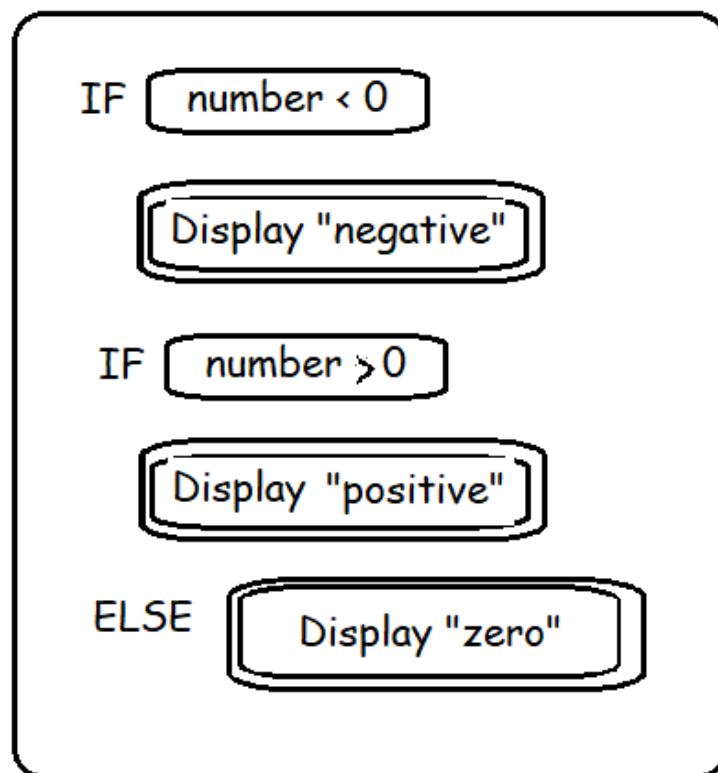 IF number < 0
Display "negative"
IF number > 0
Display "positive"
ELSE Display "zero"